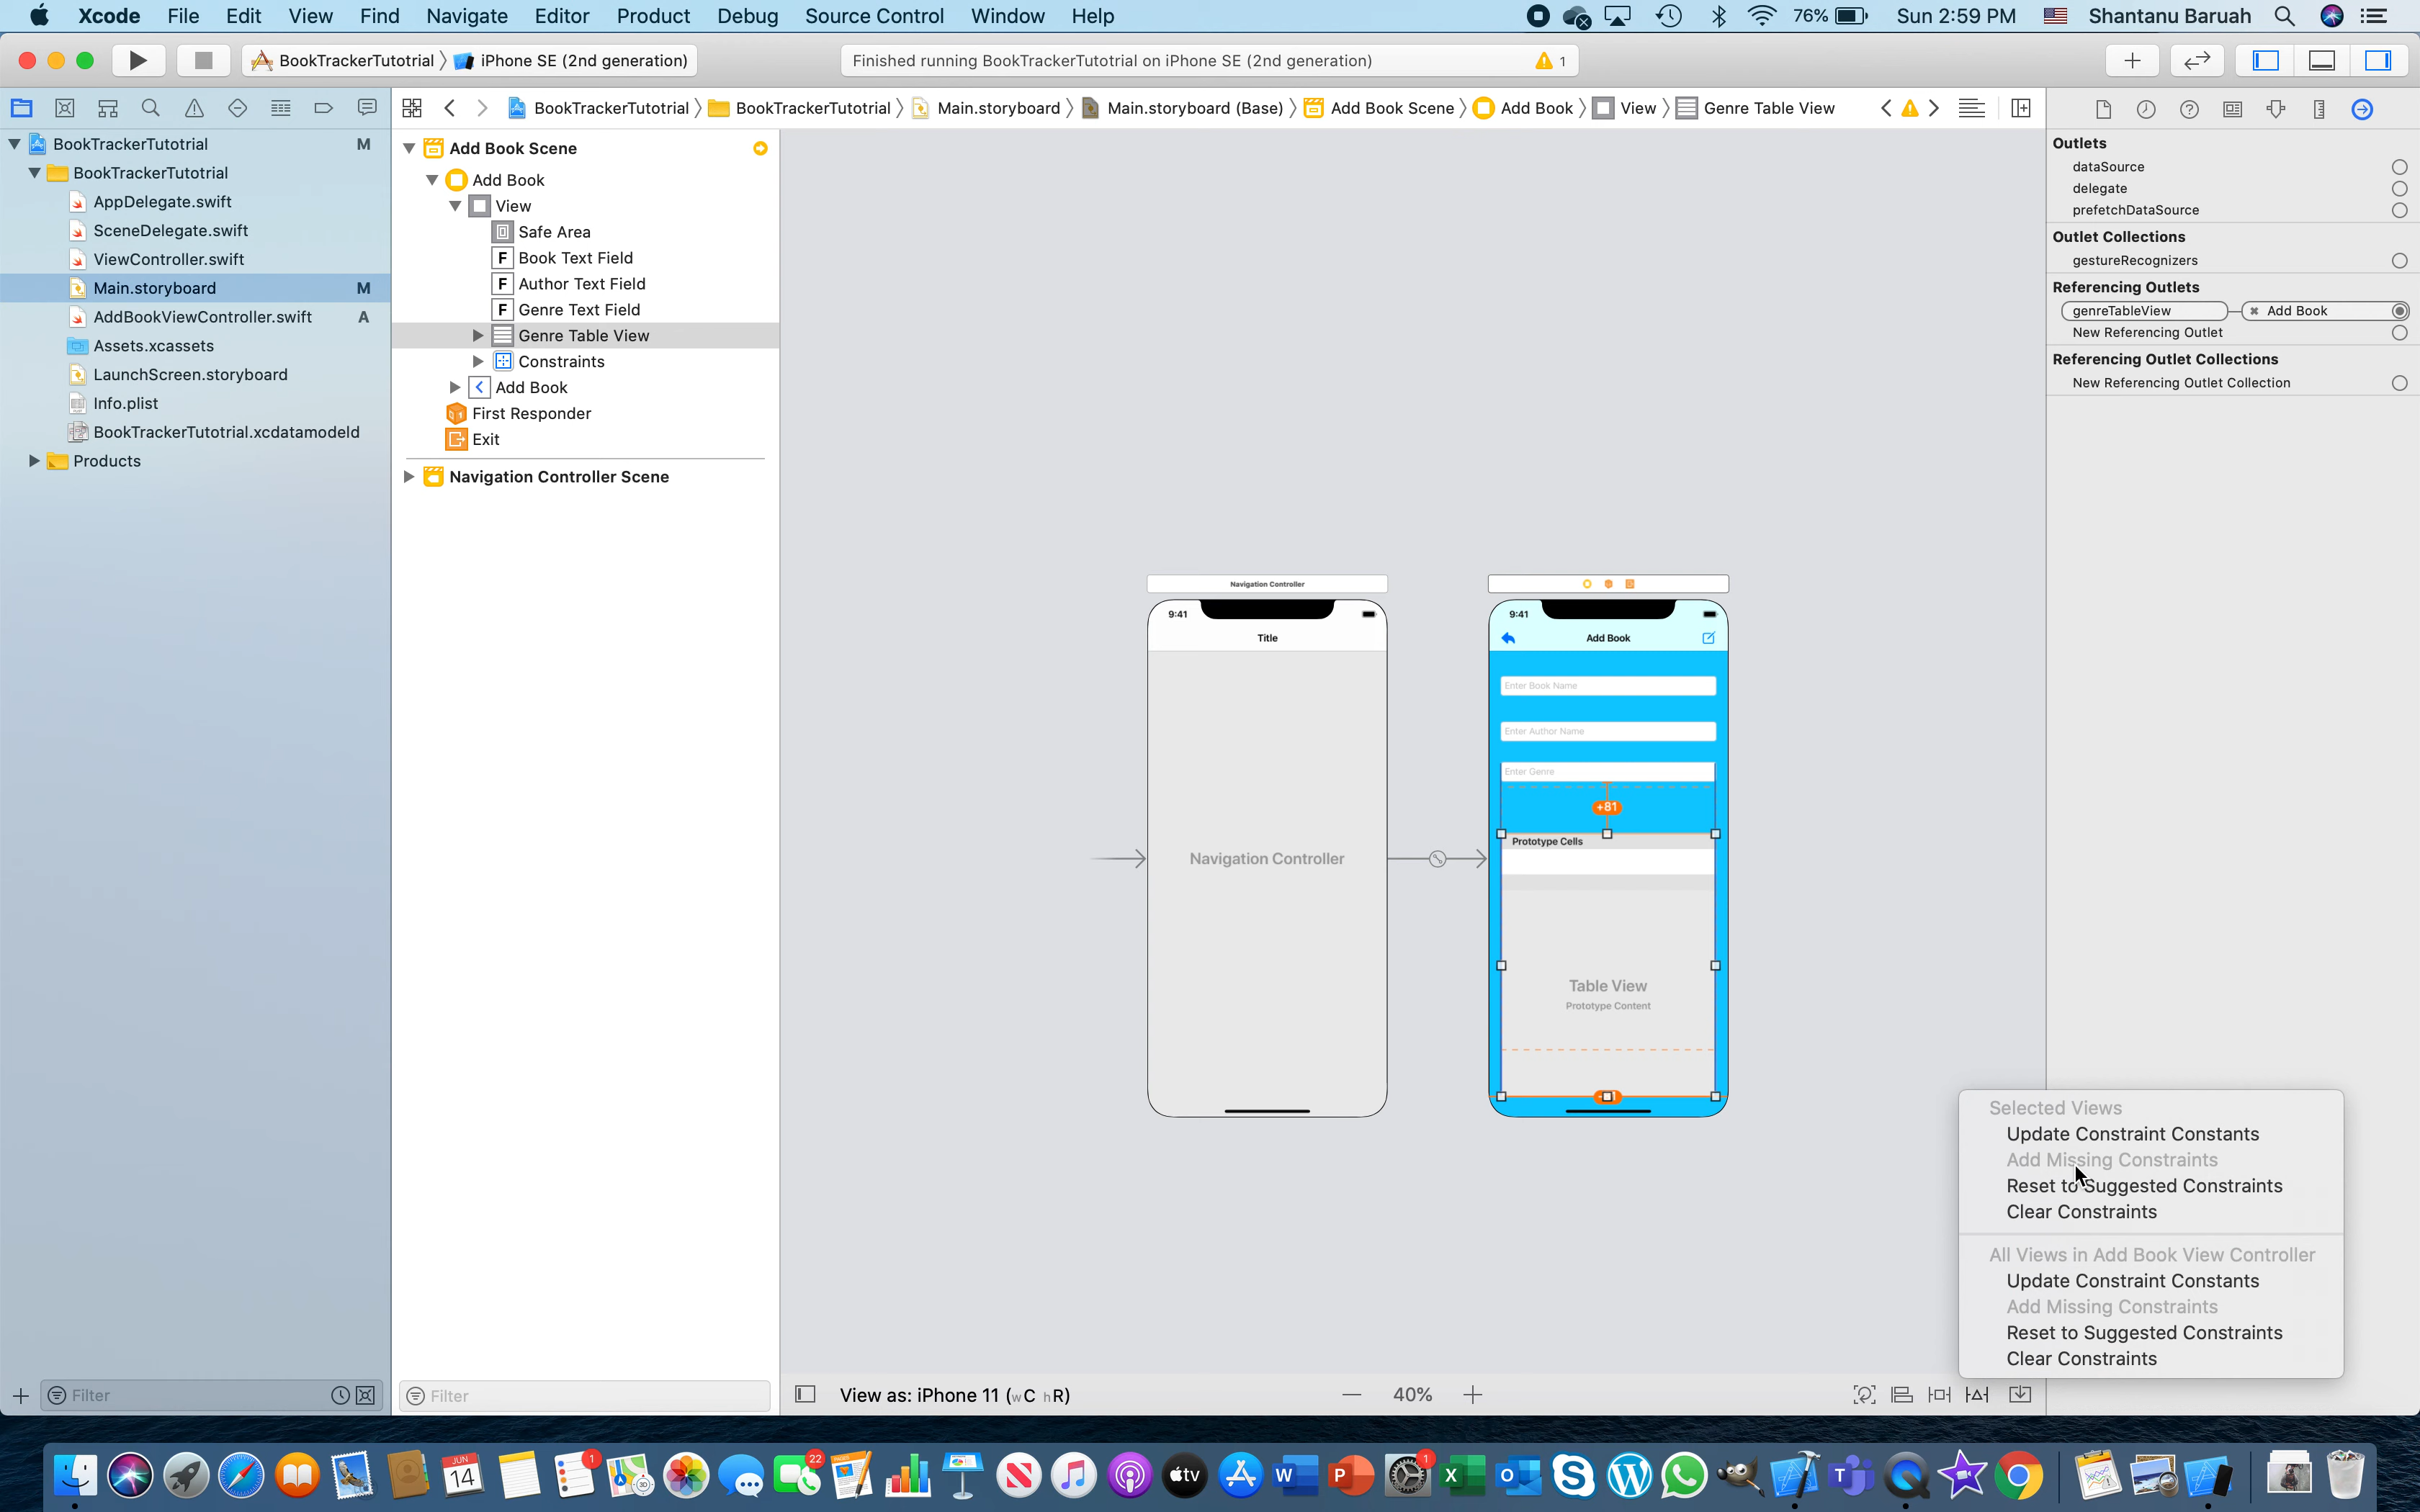 Xcode File Edit View Find Navigate Editor Product Debug Source Control Window Help 76% Sun 2:59 PM Shantanu Baruah
BookTrackerTutotrial 〉 iPhone SE (2nd generation) Finished running BookTrackerTutotrial on iPhone SE (2nd generation) 1
BookTrackerTutotrial 〉 BookTrackerTutotrial 〉 Main.storyboard 〉 Main.storyboard (Base) 〉 Add Book Scene 〉 Add Book 〉 View 〉 Genre Table View
BookTrackerTutotrial M
BookTrackerTutotrial
AppDelegate.swift
SceneDelegate.swift
ViewController.swift
Main.storyboard M
AddBookViewController.swift A
Assets.xcassets
LaunchScreen.storyboard
Info.plist
BookTrackerTutotrial.xcdatamodeld
Products
Filter
Add Book Scene
Add Book
View
Safe Area
F Book Text Field
F Author Text Field
F Genre Text Field
Genre Table View
Constraints
Add Book
First Responder
Exit
Navigation Controller Scene
Filter
Navigation Controller
9:41
Title
Navigation Controller
9:41
Add Book
Enter Book Name
Enter Author Name
Enter Genre
+81
Prototype Cells
Table View
Prototype Content
View as: iPhone 11 (wC hR)
40%
Outlets
dataSource
delegate
prefetchDataSource
Outlet Collections
gestureRecognizers
Referencing Outlets
genreTableView Add Book
New Referencing Outlet
Referencing Outlet Collections
New Referencing Outlet Collection
Selected Views
Update Constraint Constants
Add Missing Constraints
Reset to Suggested Constraints
Clear Constraints
All Views in Add Book View Controller
Update Constraint Constants
Add Missing Constraints
Reset to Suggested Constraints
Clear Constraints
JUN
14
1
3D
22
PAGES
tv
W
P
1
X
O
S
T